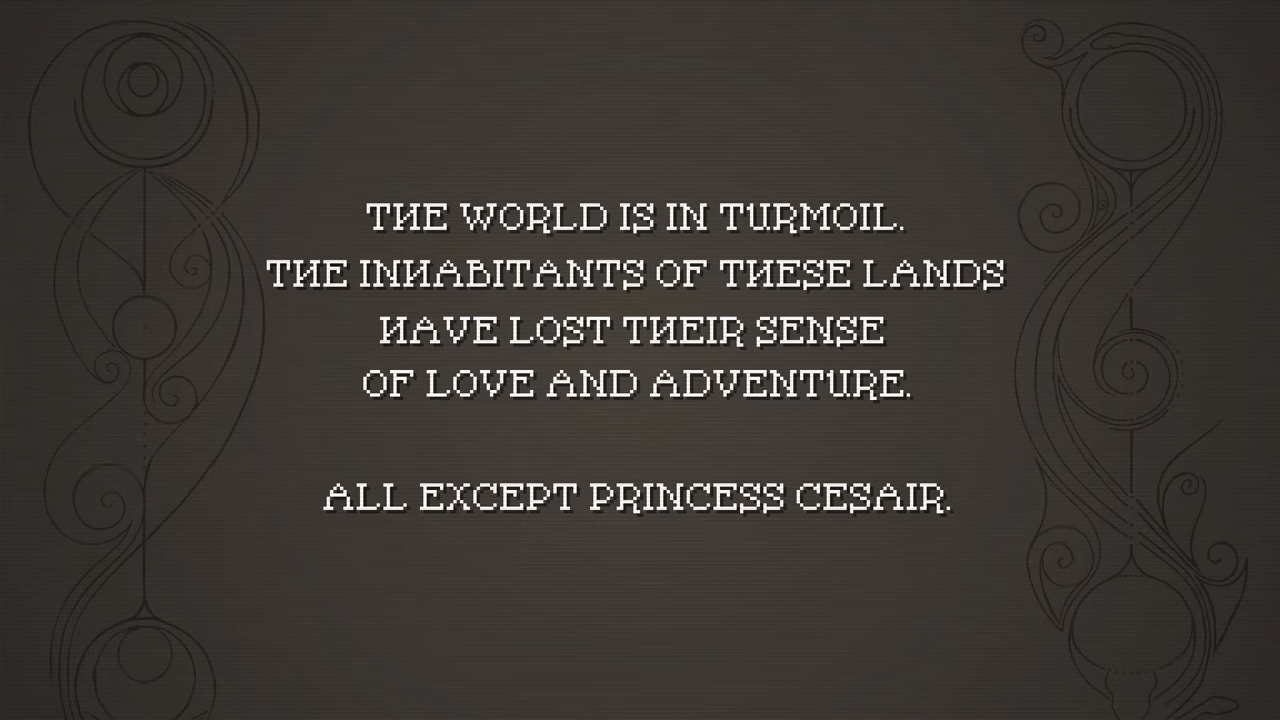 THE WORLD IS IN TURMOIL.
THE INHABITANTS OF THESE LANDS
HAVE LOST THEIR SENSE
OF LOVE AND ADVENTURE.
ALL EXCEPT PRINCESS CESAIR.